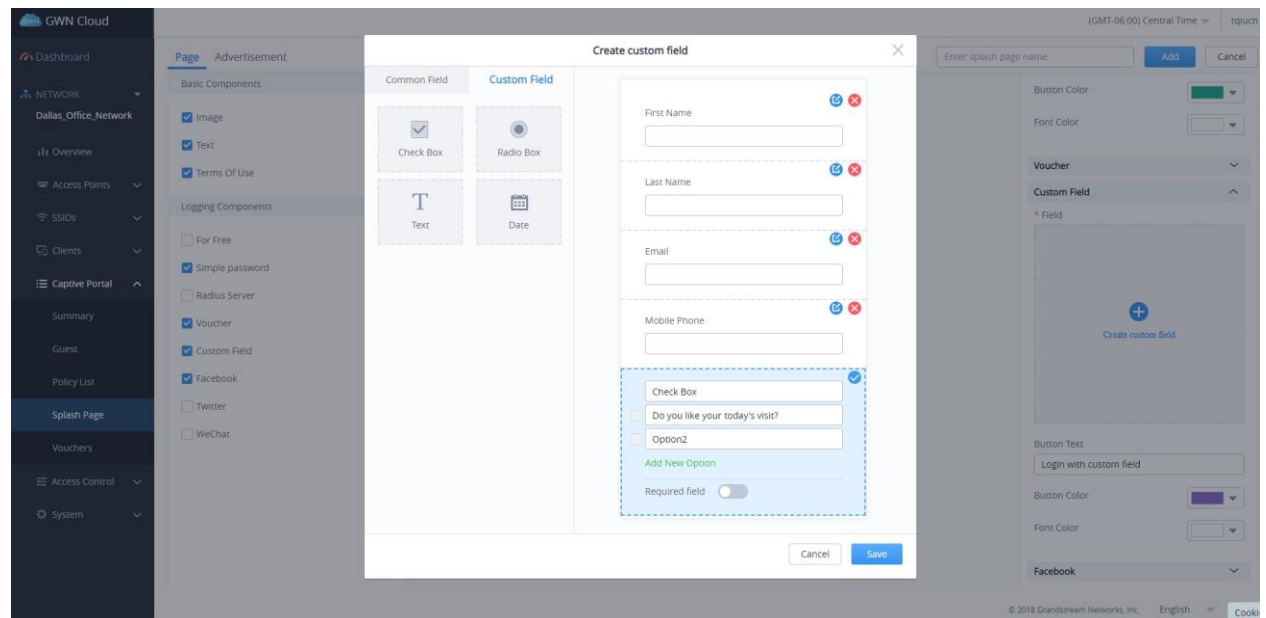 GWN Cloud
(GMT-06:00) Central Time
tqiucn
Dashboard
NETWORK
Dallas_Office_Network
Overview
Access Points
SSIDs
Clients
Captive Portal
Summary
Guest
Policy List
Splash Page
Vouchers
Access Control
System
Page
Advertisement
Basic Components
Image
Text
Terms Of Use
Logging Components
For Free
Simple password
Radius Server
Voucher
Custom Field
Facebook
Twitter
WeChat
Create custom field
Common Field
Custom Field
Check Box
Radio Box
Text
Date
First Name
Last Name
Email
Mobile Phone
Check Box
Do you like your today's visit?
Option2
Add New Option
Required field
Cancel
Save
Enter splash page name
Add
Cancel
Button Color
Font Color
Voucher
Custom Field
* Field
Create custom field
Button Text
Login with custom field
Button Color
Font Color
Facebook
© 2018 Grandstream Networks, Inc.
English
Cooki